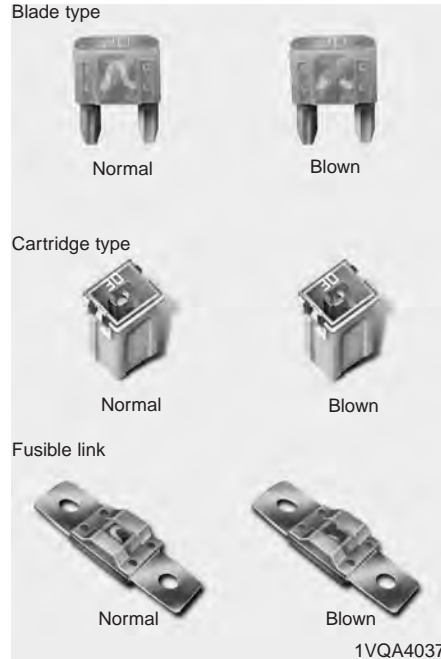 Blade type
Normal
Blown
Cartridge type
30
30
Normal
Blown
Fusible link
Normal
Blown
1VQA4037